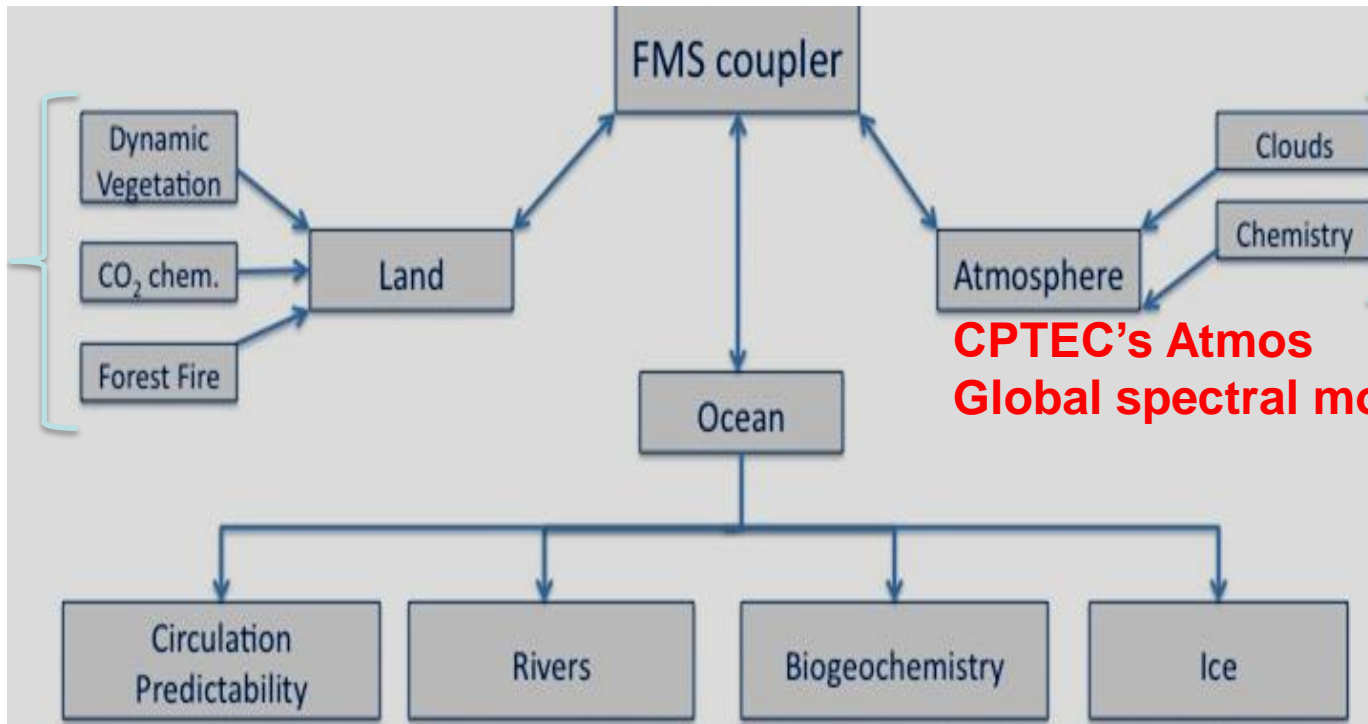 FMS coupler
Dynamic
Vegetation
CO₂ chem.
Forest Fire
Land
Clouds
Chemistry
Atmosphere
CPTEC’s Atmos
Global spectral
Ocean
Circulation
Predictability
Rivers
Biogeochemistry
Ice